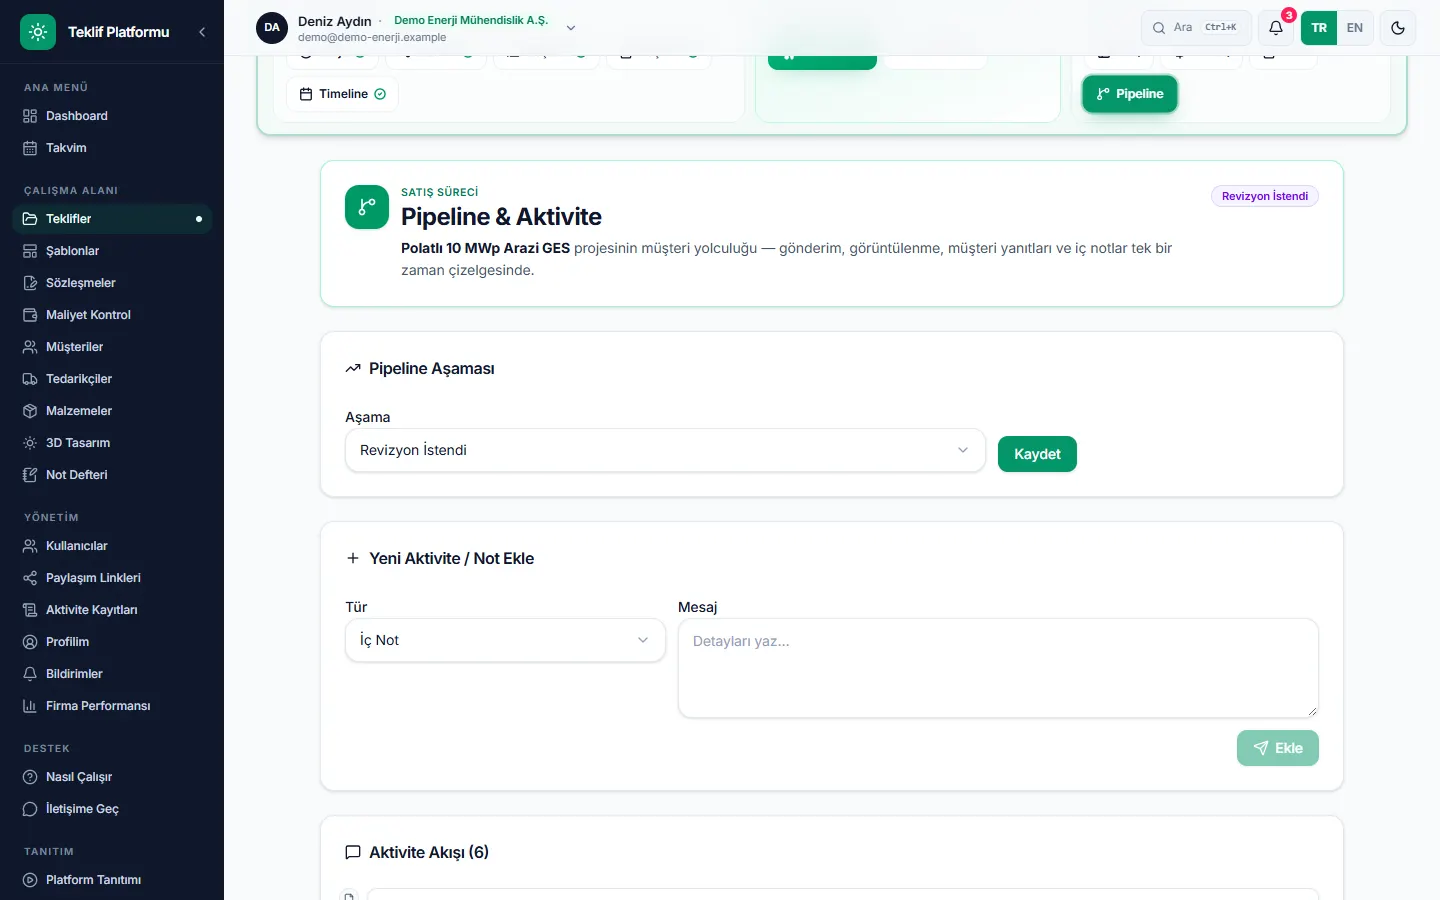 Teklif Platformu
ANA MENÜ
Dashboard
Takvim
ÇALIŞMA ALANI
Teklifler
Şablonlar
Sözleşmeler
Maliyet Kontrol
Müşteriler
Tedarikçiler
Malzemeler
3D Tasarım
Not Defteri
YÖNETİM
Kullanıcılar
Paylaşım Linkleri
Aktivite Kayıtları
Profilim
Bildirimler
Firma Performansı
DESTEK
Nasıl Çalışır
İletişime Geç
TANITIM
Platform Tanıtımı
DA
Deniz Aydın · Demo Enerji Mühendislik A.Ş.
demo@demo-enerji.example
Ara Ctrl+K
3
TR EN
Timeline
Pipeline
SATIŞ SÜRECİ
Pipeline & Aktivite
Revizyon İstendi
Polatlı 10 MWp Arazi GES projesinin müşteri yolculuğu — gönderim, görüntülenme, müşteri yanıtları ve iç notlar tek bir
zaman çizelgesinde.
Pipeline Aşaması
Aşama
Revizyon İstendi
Kaydet
Yeni Aktivite / Not Ekle
Tür
İç Not
Mesaj
Detayları yaz...
Ekle
Aktivite Akışı (6)